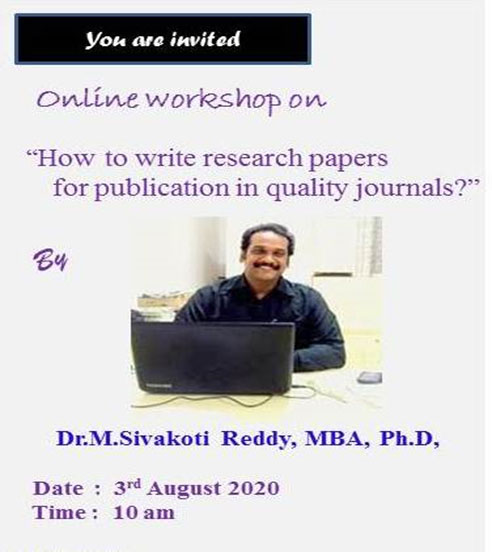 You are invited
Online workshop on
“How to write research papers
for publication in quality journals?”
By
TOSHIBA
Dr.M.Sivakoti Reddy, MBA, Ph.D,
Date : 3rd August 2020
Time : 10 am